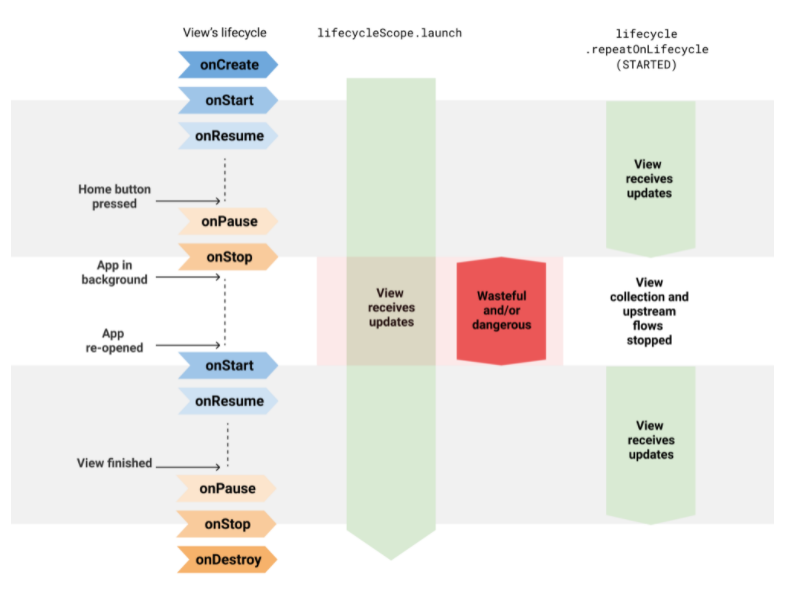 View's lifecycle
lifecycleScope.launch
lifecycle
.repeatOnLifecycle
(STARTED)
onCreate
onStart
onResume
Home button
pressed
View
receives
updates
onPause
onStop
App in
background
View
receives
updates
Wasteful
and/or
dangerous
View
collection and
upstream
flows
stopped
App
re-opened
onStart
onResume
View
receives
updates
View finished
onPause
onStop
onDestroy